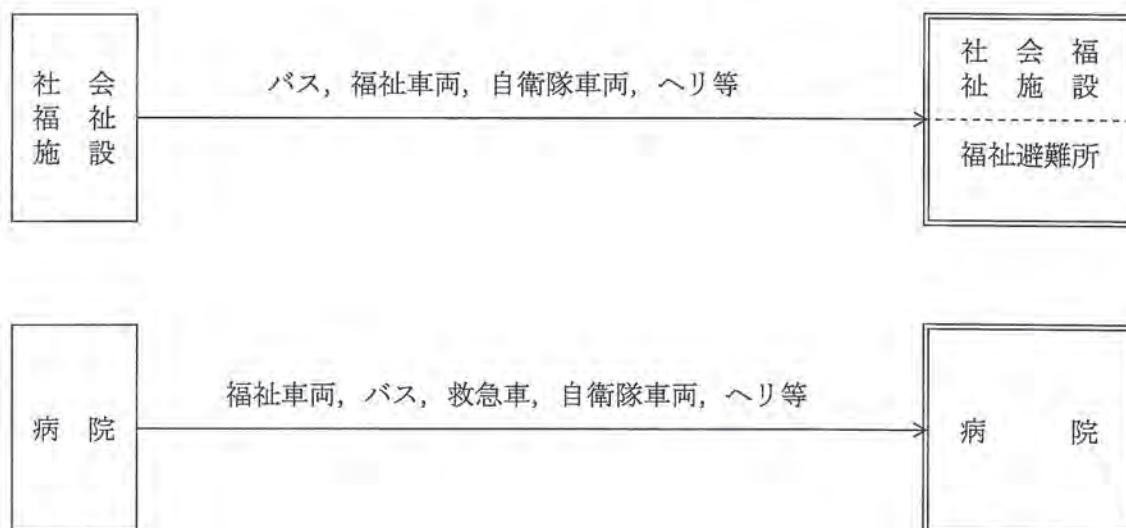 社会
福祉
施設
バス，福祉車両，自衛隊車両，ヘリ等
社会福
祉施設
福祉避難所
病院
福祉車両，バス，救急車，自衛隊車両，ヘリ等
病院